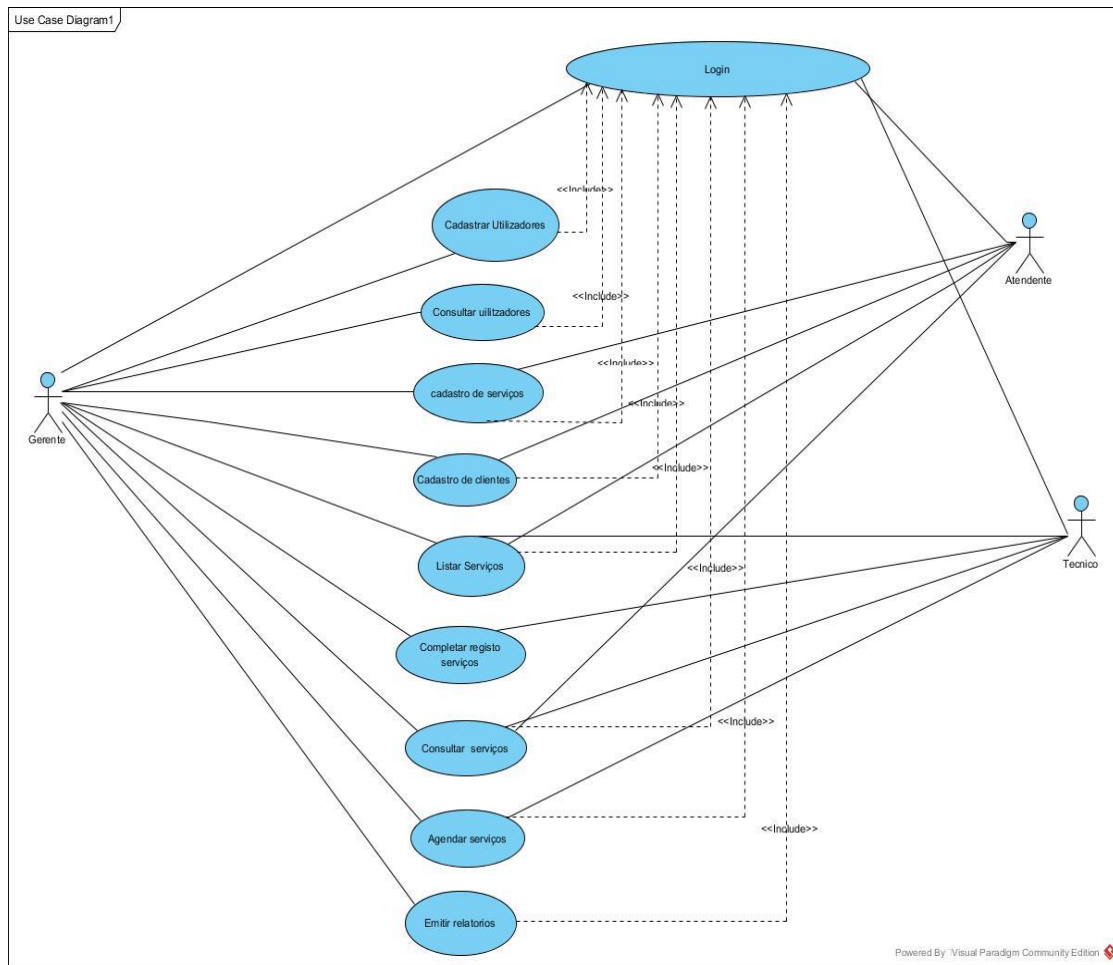 Use Case Diagram1
Login
<<Include>>
Cadastrar Utilizadores
Atendente
<<Include>>
Consultar uilitzadores
<<Include>>
cadastro de serviços
<<Include>>
Gerente
<<Include>>
Cadastro de clientes
Listar Serviços
<<Include>>
Tecnico
Completar registo
serviços
<<Include>>
Consultar serviços
<<Include>>
Agendar serviços
Emitir relatorios
Powered By Visual Paradigm Community Edition